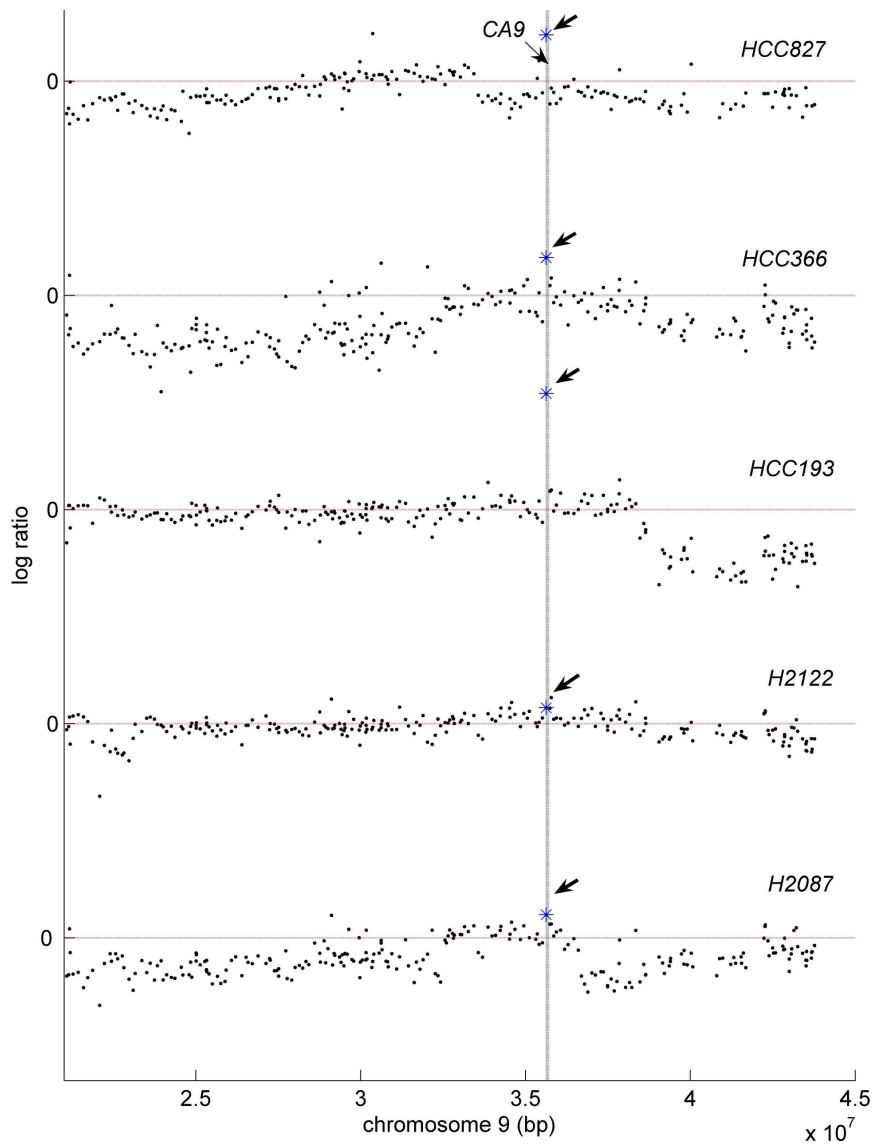 CA9
HCC827
0
HCC366
0
HCC193
0
log ratio
H2122
0
H2087
0
2.5 3 3.5 4 4.5
chromosome 9 (bp)
x 10^7